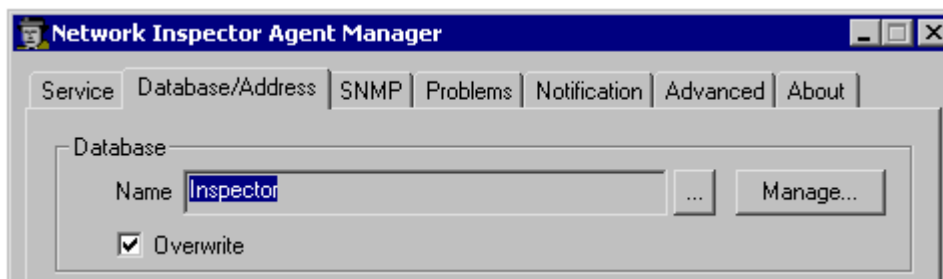 Network Inspector Agent Manager
Service Database/Address SNMP Problems Notification Advanced About
Database
Name Inspector ... Manage...
Overwrite